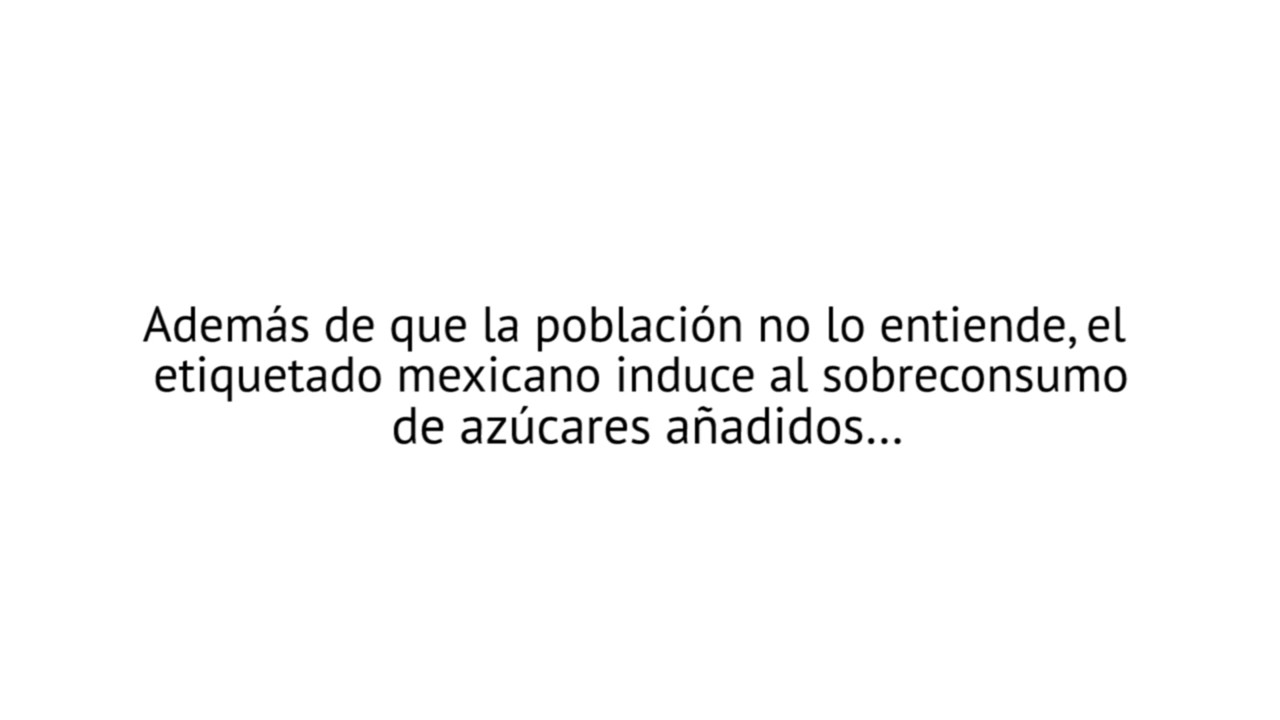 Además de que la población no lo entiende, el
etiquetado mexicano induce al sobreconsumo
de azúcares añadidos...